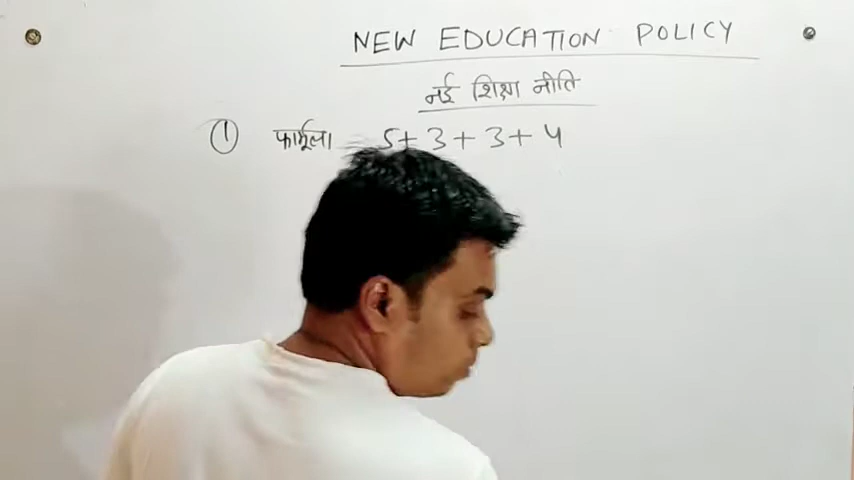 NEW EDUCATION POLICY
नई शिक्षा नीति
① फार्मूला = 5+3+3+4